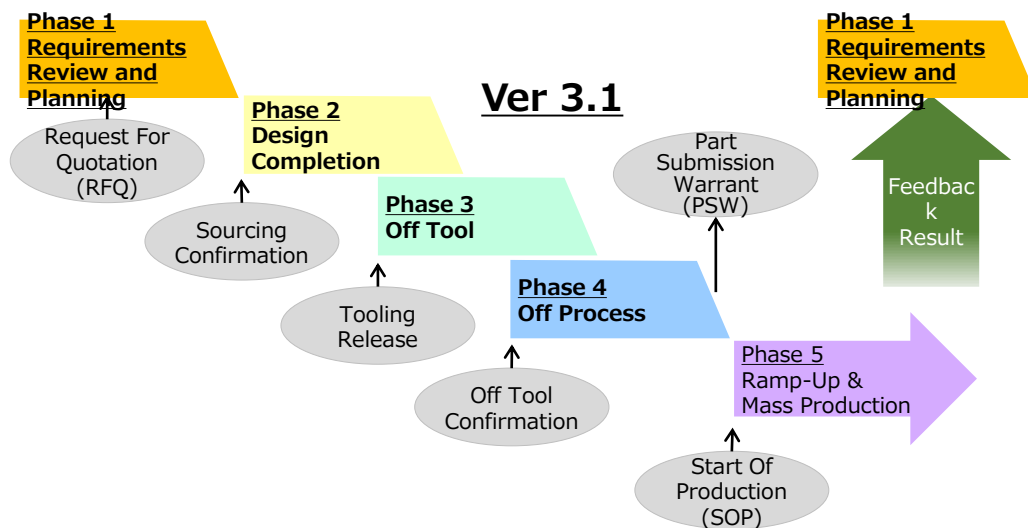 Phase 1
Requirements
Review and
Planning
Request For
Quotation
(RFQ)
Phase 2
Design
Completion
Sourcing
Confirmation
Ver 3.1
Phase 3
Off Tool
Tooling
Release
Phase 4
Off Process
Off Tool
Confirmation
Part
Submission
Warrant
(PSW)
Phase 5
Ramp-Up &
Mass Production
Start Of
Production
(SOP)
Phase 1
Requirements
Review and
Planning
Feedbac
k
Result